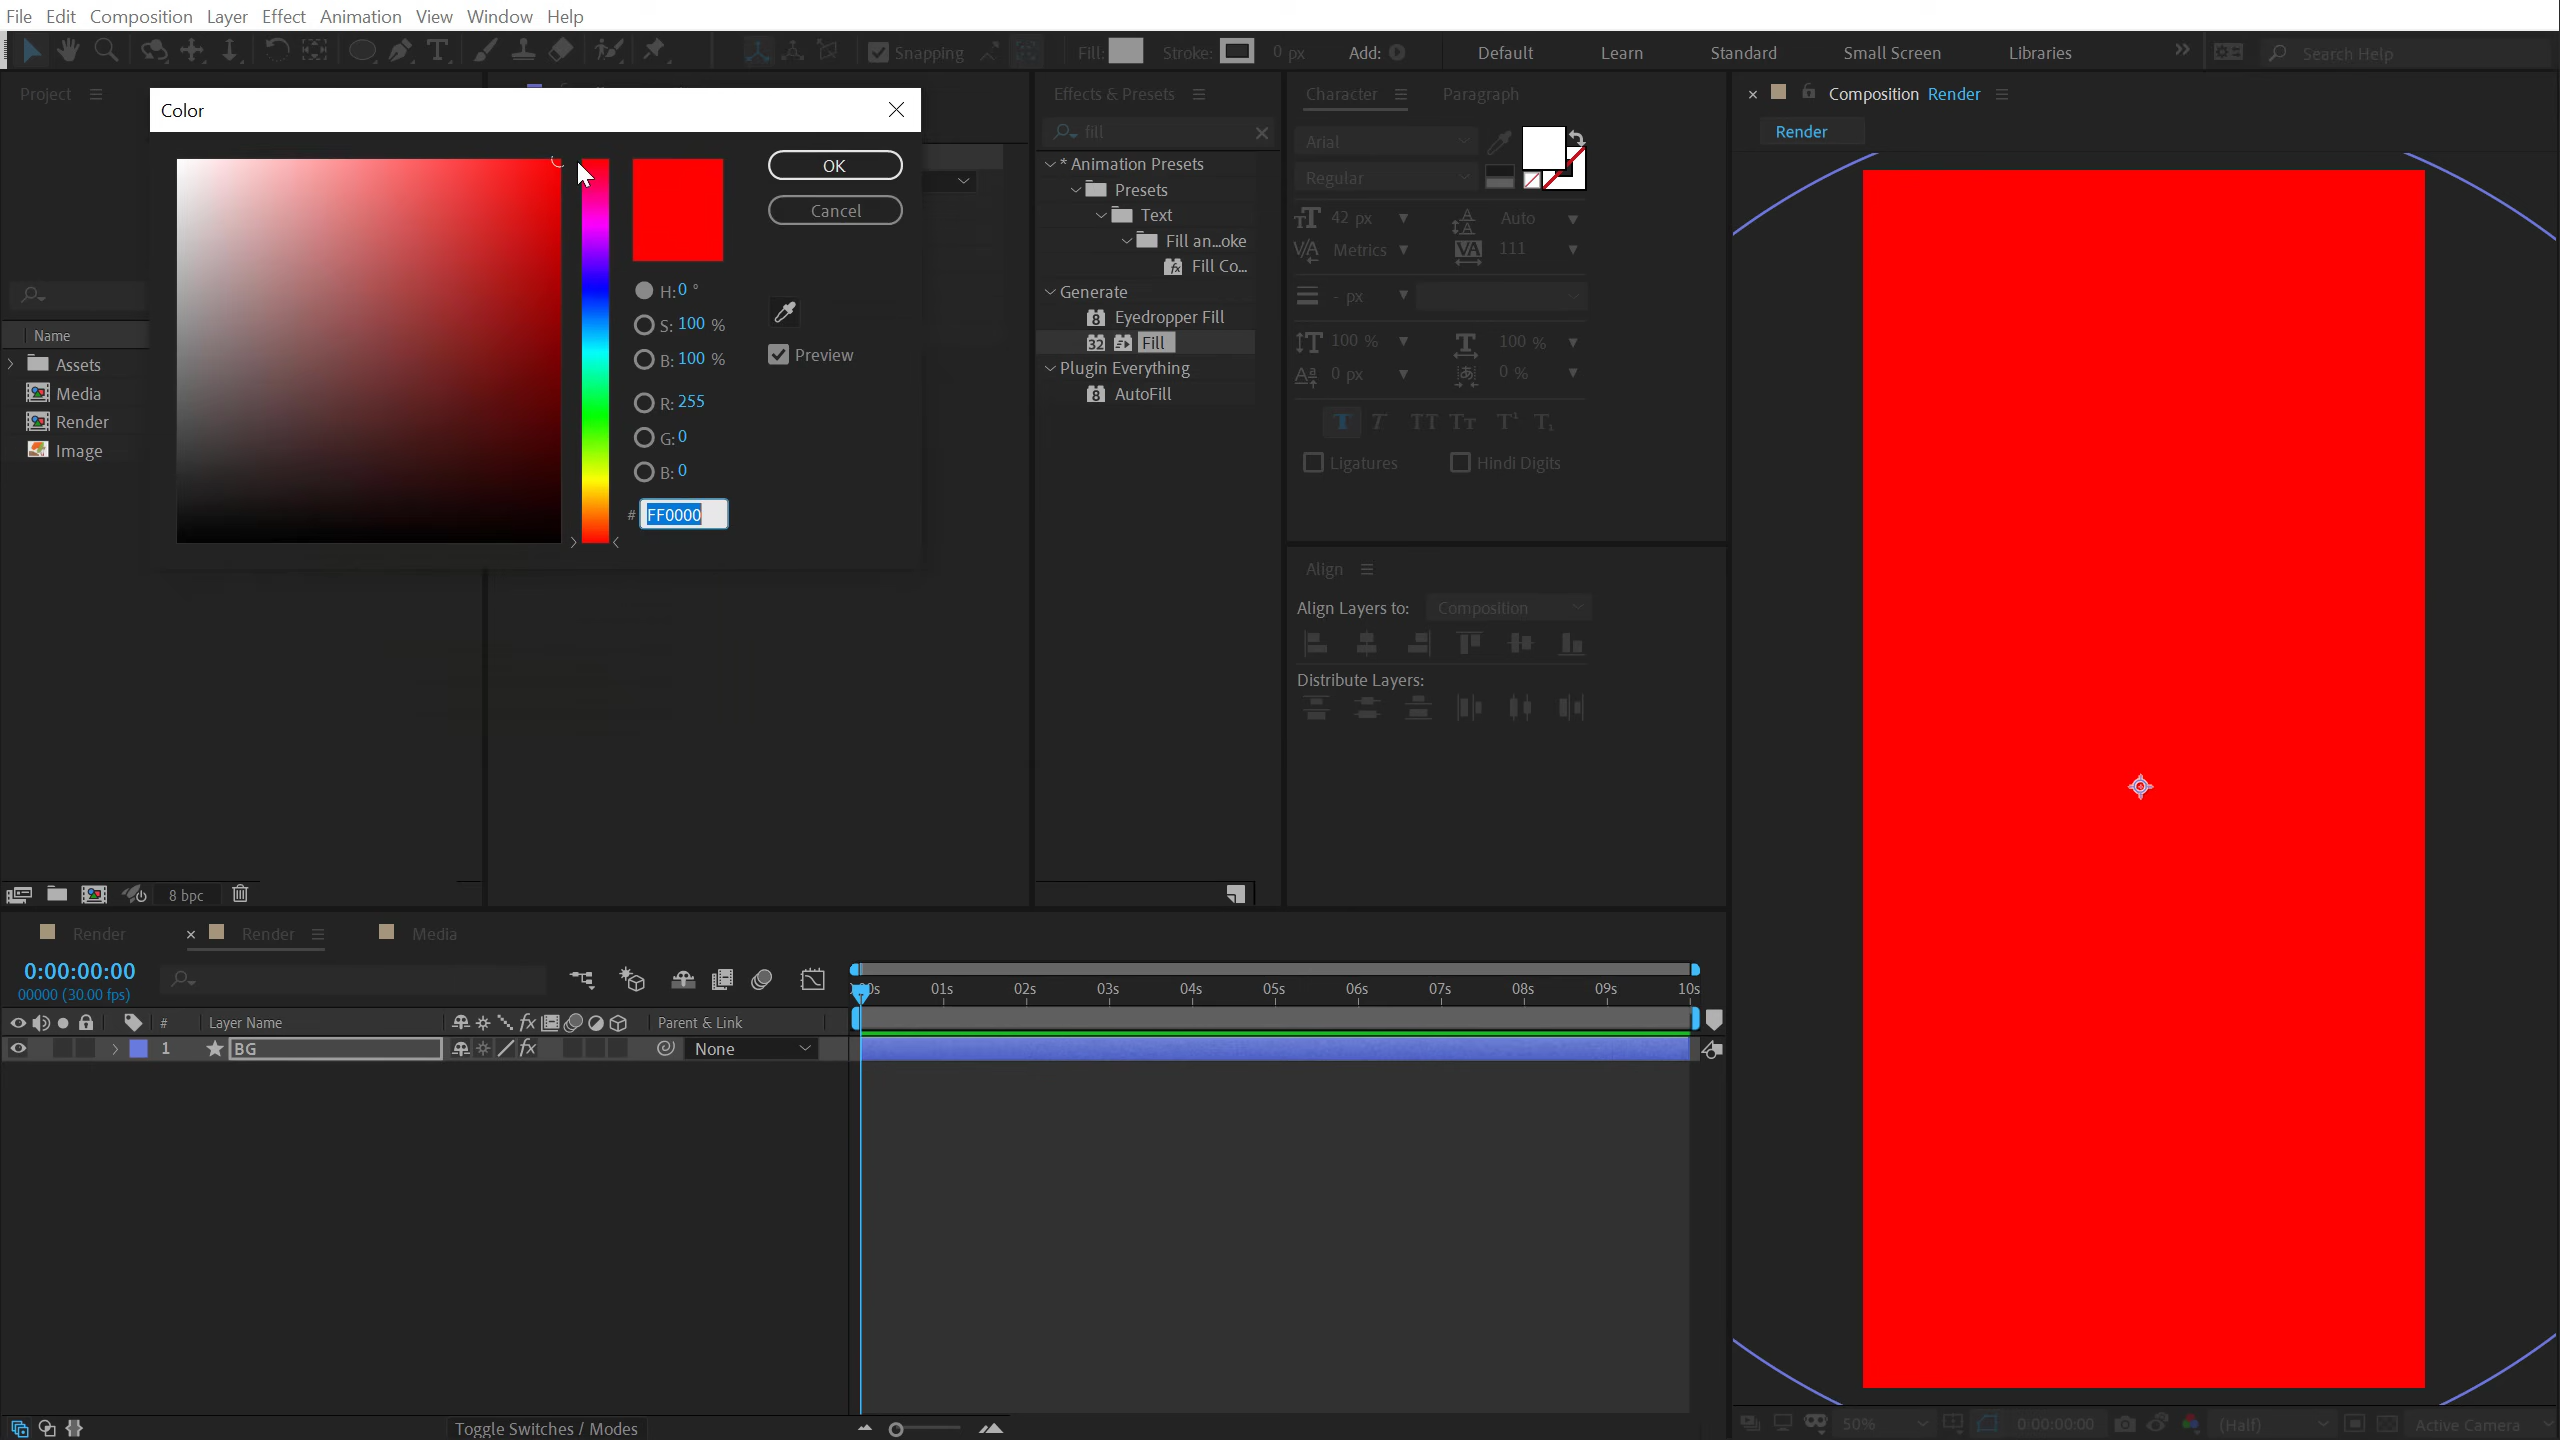 File Edit Composition Layer Effect Animation View Window Help
Snapping Fill: Stroke: 0 px Add: Default Learn Standard Small Screen Libraries Search Help
Project
Color
Effects & Presets
fill
* Animation Presets
Presets
Text
Fill an...oke
Fill Co...
Generate
Eyedropper Fill
32 Fill
Plugin Everything
8 AutoFill
Character Paragraph
Arial
Regular
42 px Auto
Metrics 111
- px
100 % 100 %
0 px 0 %
Ligatures Hindi Digits
Align
Align Layers to: Composition
Distribute Layers:
Composition Render
Render
OK
Cancel
H: 0 °
S: 100 %
B: 100 %
R: 255
G: 0
B: 0
# FF0000
Preview
Name
Assets
Media
Render
Image
8 bpc
Render Render Media
0:00:00:00
00000 (30.00 fps)
:00s 01s 02s 03s 04s 05s 06s 07s 08s 09s 10s
# Layer Name Parent & Link
1 BG None
Toggle Switches / Modes
50% 0:00:00:00 (Half) Active Camera